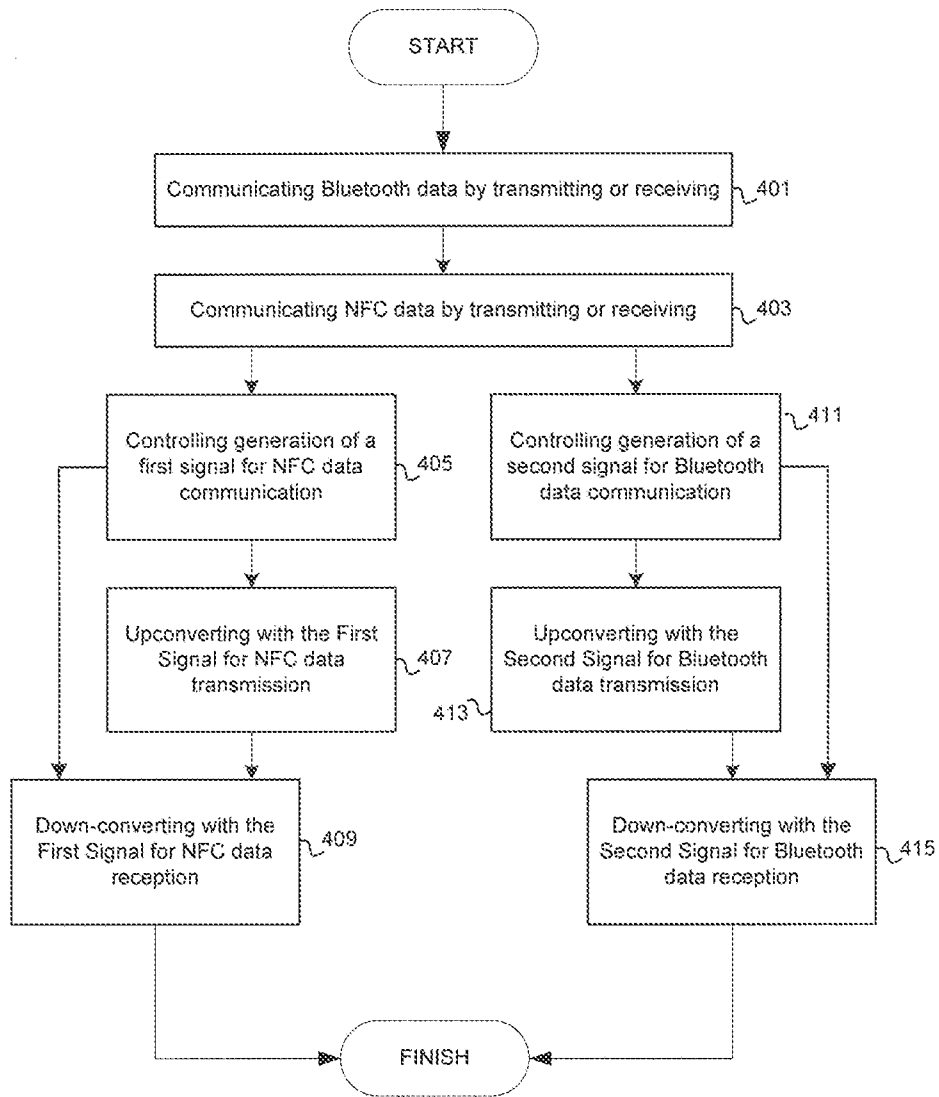 START
Communicating Bluetooth data by transmitting or receiving
401
Communicating NFC data by transmitting or receiving
403
Controlling generation of a
first signal for NFC data
communication
405
Controlling generation of a
second signal for Bluetooth
data communication
411
Upconverting with the First
Signal for NFC data
transmission
407
Upconverting with the
Second Signal for Bluetooth
data transmission
413
Down-converting with the
First Signal for NFC data
reception
409
Down-converting with the
Second Signal for Bluetooth
data reception
415
FINISH